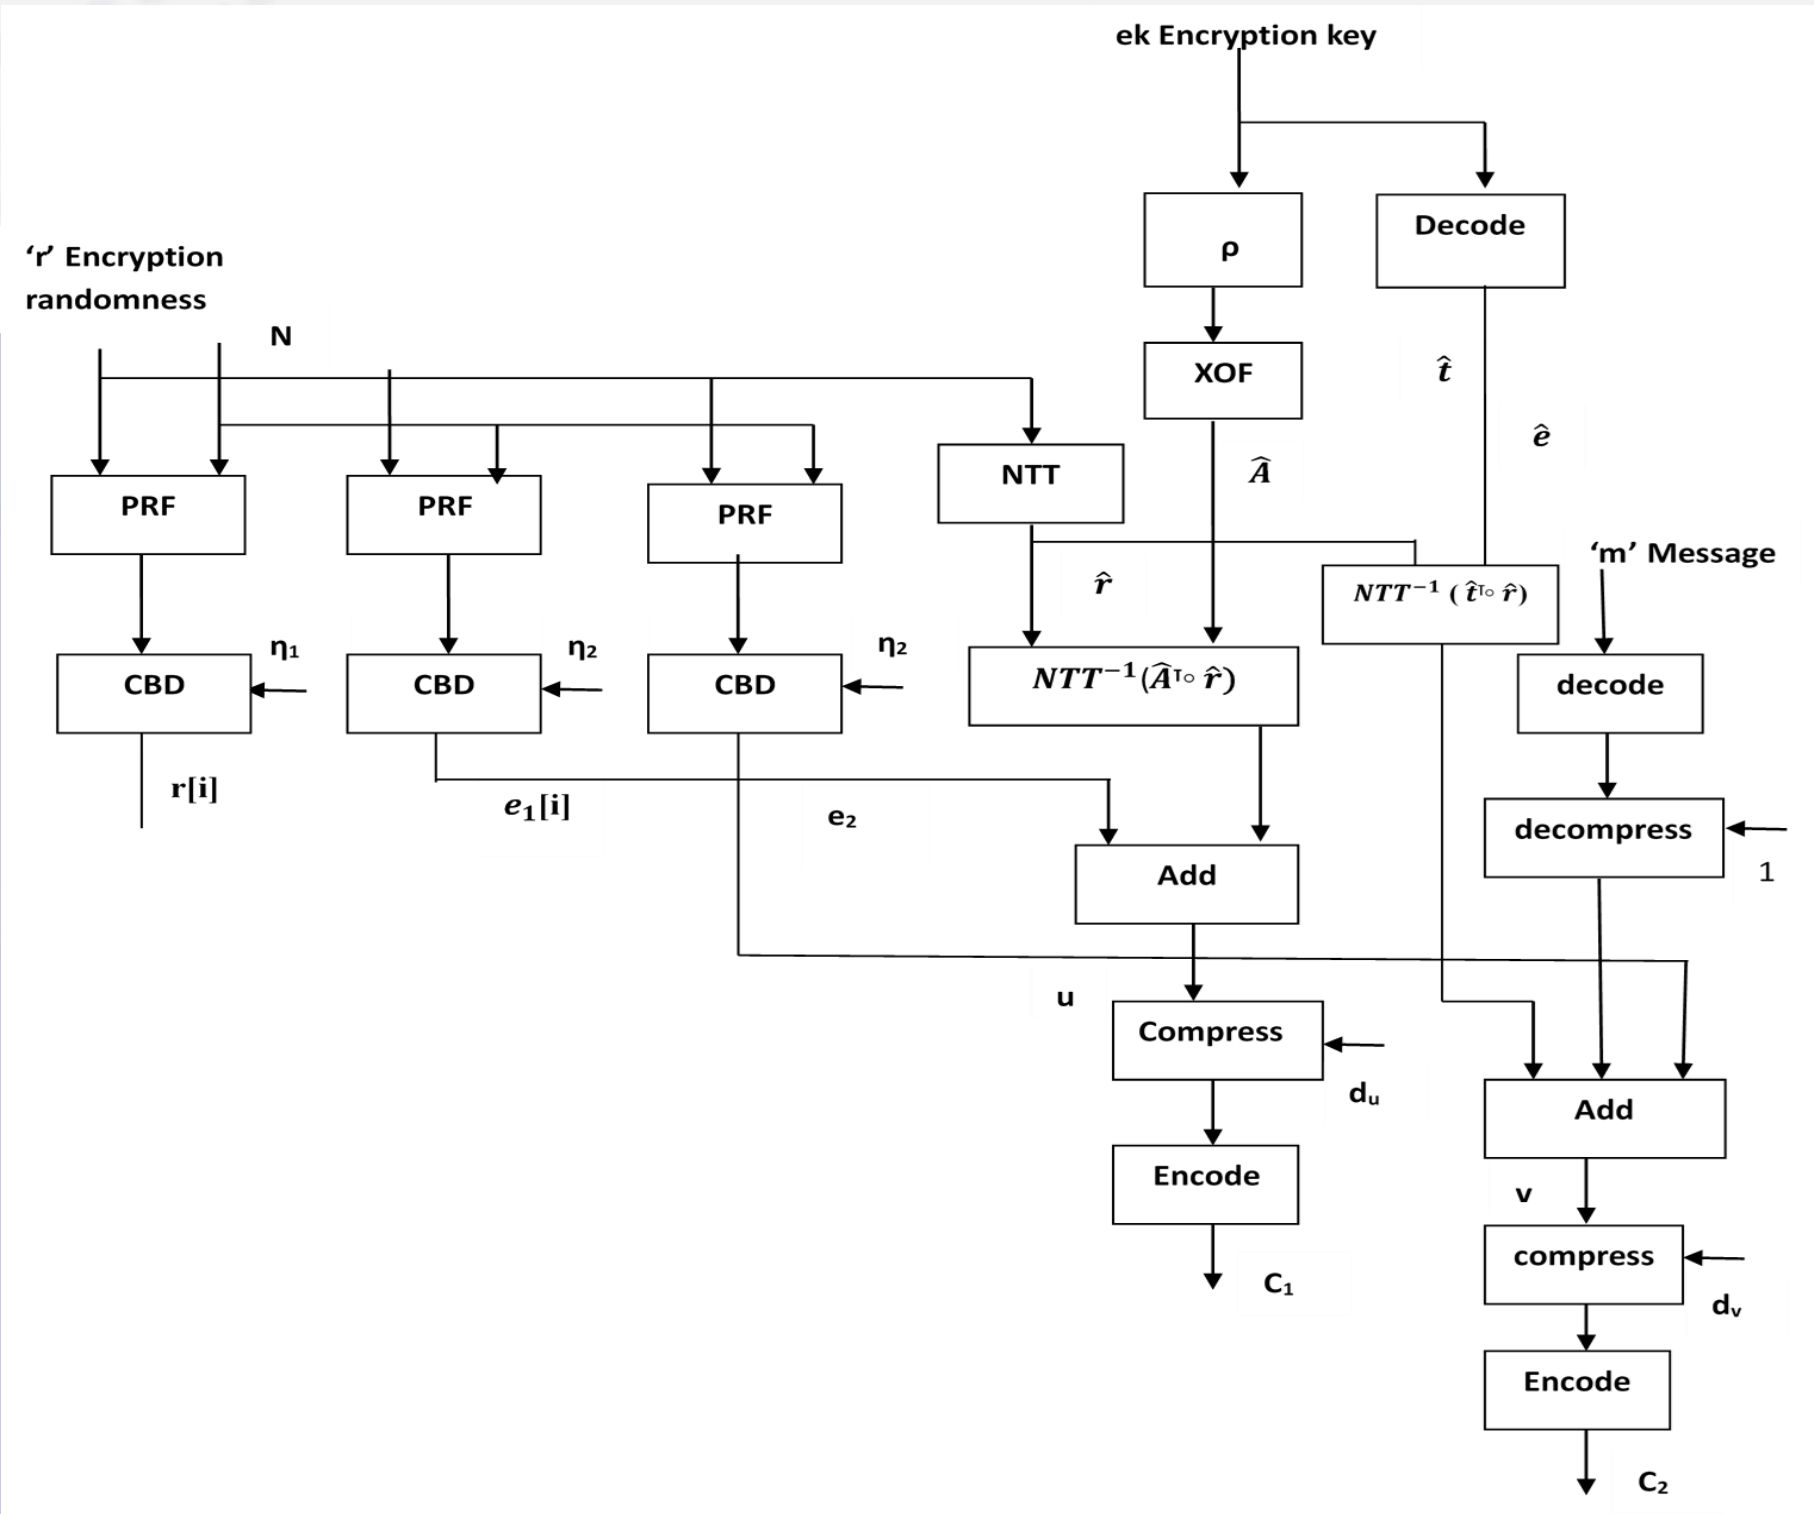 ek Encryption key
ρ
Decode
‘r’ Encryption
randomness
N
XOF
t̂
ê
Â
NTT
PRF
PRF
PRF
r̂
NTT⁻¹ ( t̂ᵀ∘ r̂)
‘m’ Message
η₁
η₂
η₂
CBD
CBD
CBD
NTT⁻¹(Âᵀ∘ r̂)
decode
r[i]
e₁[i]
e₂
decompress
1
Add
u
Compress
dᵤ
Add
Encode
v
compress
C₁
dᵥ
Encode
C₂